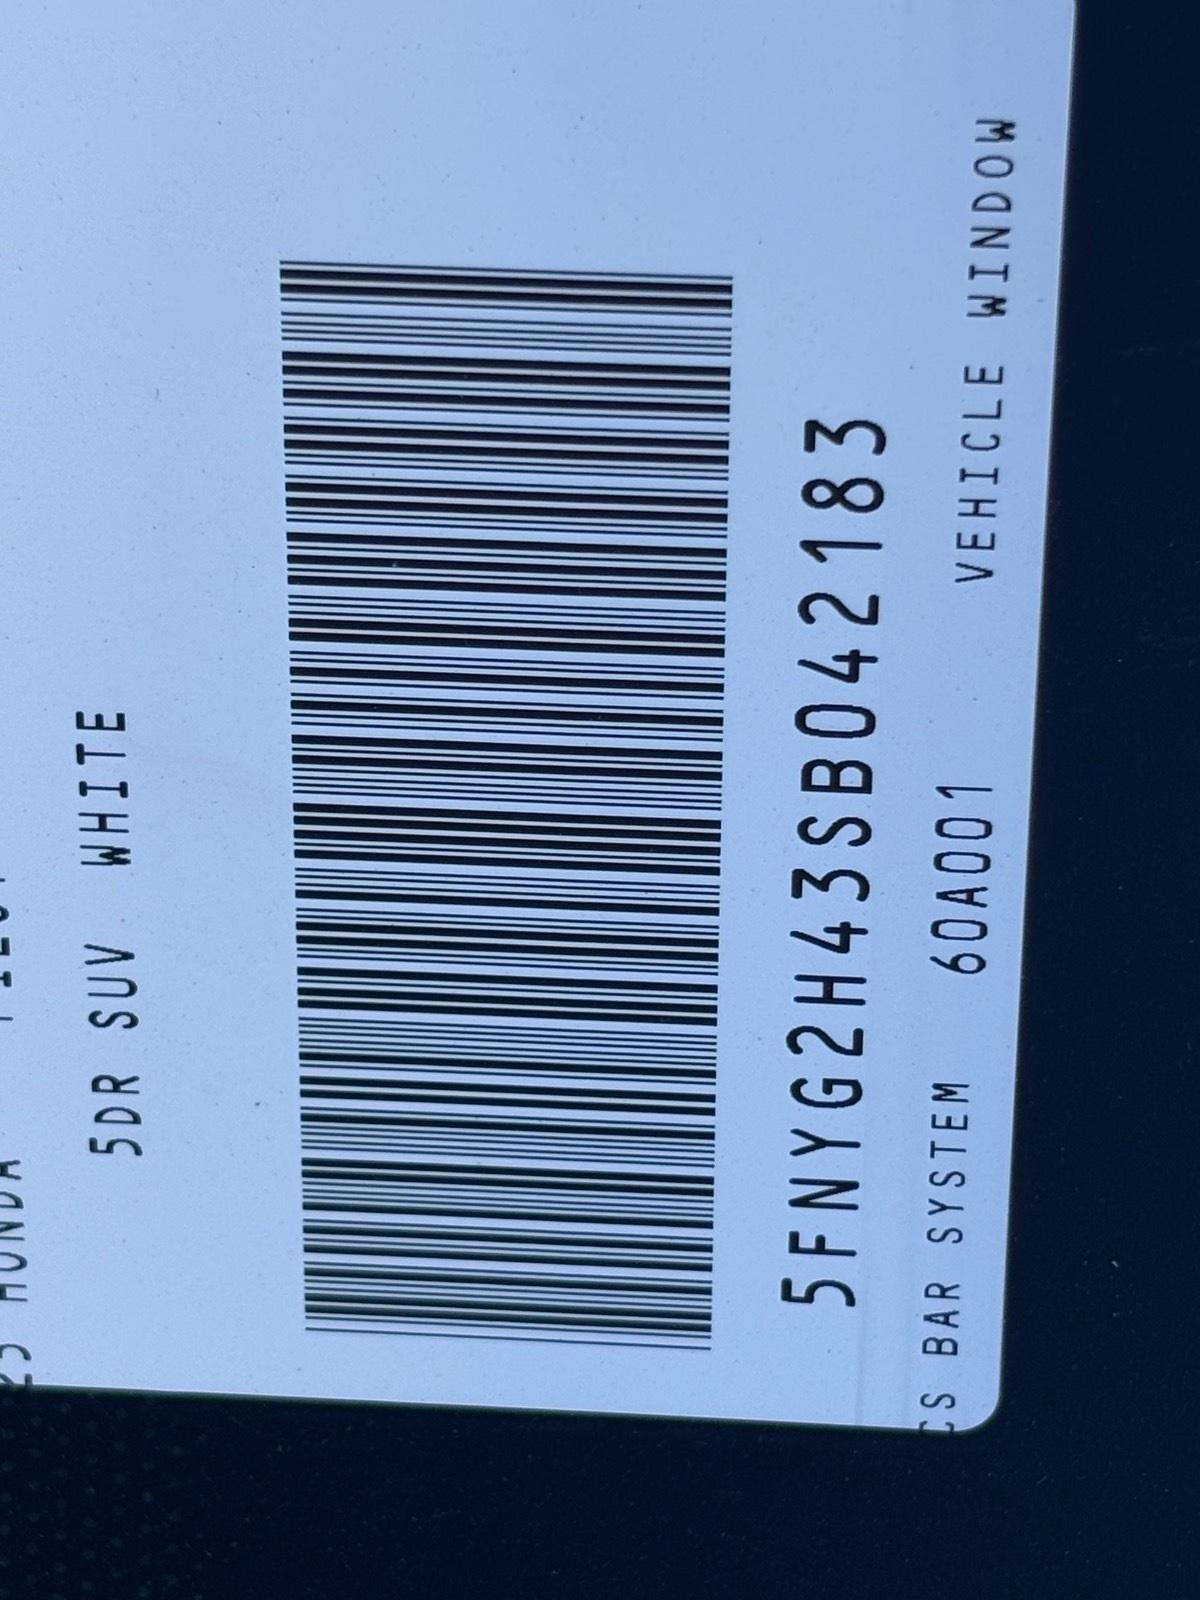 HONDA
5DR SUV WHITE
5FNYG2H43SB042183
BAR SYSTEM 60A001 VEHICLE WINDOW